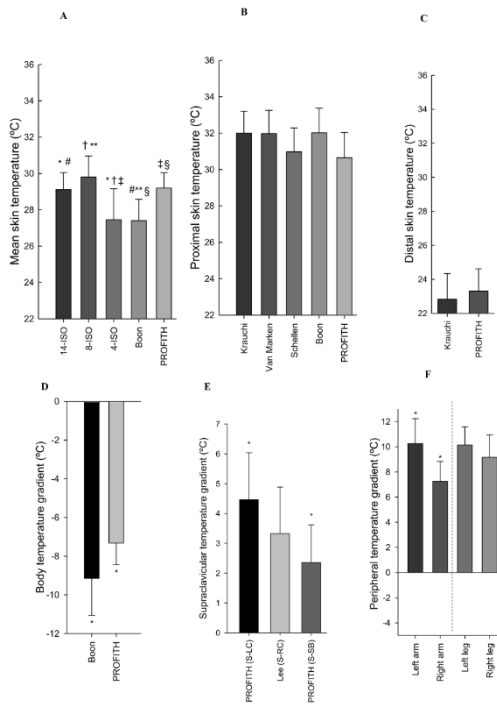 A
Mean skin temperature (ºC)
36
34
32
30
28
26
24
22
* #
† **
* † ‡
# ** §
‡ §
14-ISO
8-ISO
4-ISO
Boon
PROFITH
B
Proximal skin temperature (ºC)
36
34
32
30
28
26
24
22
Krauchi
Van Marken
Schellen
Boon
PROFITH
C
Distal skin temperature (ºC)
36
34
32
30
28
26
24
22
Krauchi
PROFITH
D
Body temperature gradient (ºC)
0
-2
-4
-6
-8
-10
-12
*
*
Boon
PROFITH
E
Supraclavicular temperature gradient (ºC)
7
6
5
4
3
2
1
0
*
*
PROFITH (S-LC)
Lee (S-RC)
PROFITH (S-SB)
F
Peripheral temperature gradient (ºC)
14
12
10
8
6
4
2
0
-2
-4
*
*
Left arm
Right arm
Left leg
Right leg